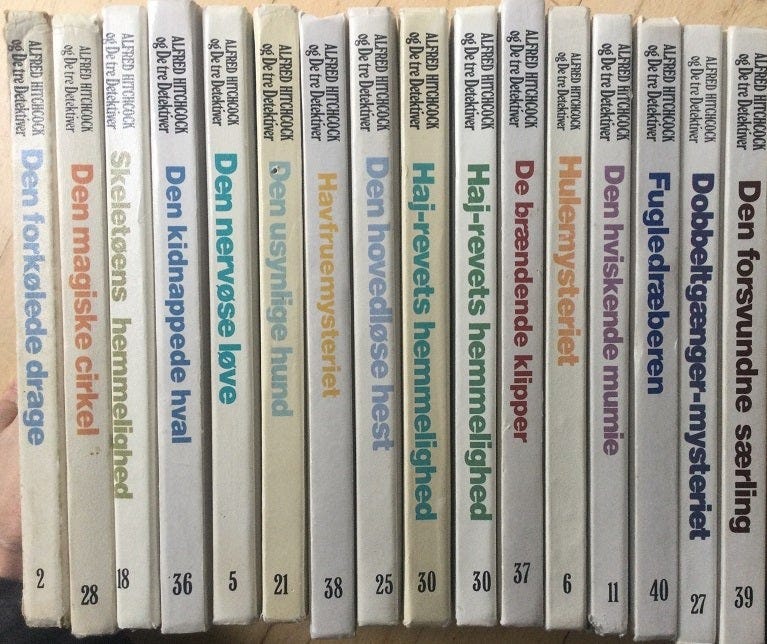 ALFRED HITCHCOCK
og De tre Detektiver
Den forkølede drage
2
ALFRED HITCHCOCK
og De tre Detektiver
Den magiske cirkel
28
ALFRED HITCHCOCK
og De tre Detektiver
Skeletøens hemmelighed
18
ALFRED HITCHCOCK
og De tre Detektiver
Den kidnappede hval
36
ALFRED HITCHCOCK
og De tre Detektiver
Den nervøse løve
5
ALFRED HITCHCOCK
og De tre Detektiver
Den usynlige hund
21
ALFRED HITCHCOCK
og De tre Detektiver
Havfruemysteriet
38
ALFRED HITCHCOCK
og De tre Detektiver
Den hovedløse hest
25
ALFRED HITCHCOCK
og De tre Detektiver
Haj-revets hemmelighed
30
ALFRED HITCHCOCK
og De tre Detektiver
Haj-revets hemmelighed
30
ALFRED HITCHCOCK
og De tre Detektiver
De brændende klipper
37
ALFRED HITCHCOCK
og De tre Detektiver
Hulemysteriet
6
ALFRED HITCHCOCK
og De tre Detektiver
Den hviskende mumie
11
ALFRED HITCHCOCK
og De tre Detektiver
Fugledræberen
40
ALFRED HITCHCOCK
og De tre Detektiver
Dobbeltgænger-mysteriet
27
ALFRED HITCHCOCK
og De tre Detektiver
Den forsvundne særling
39